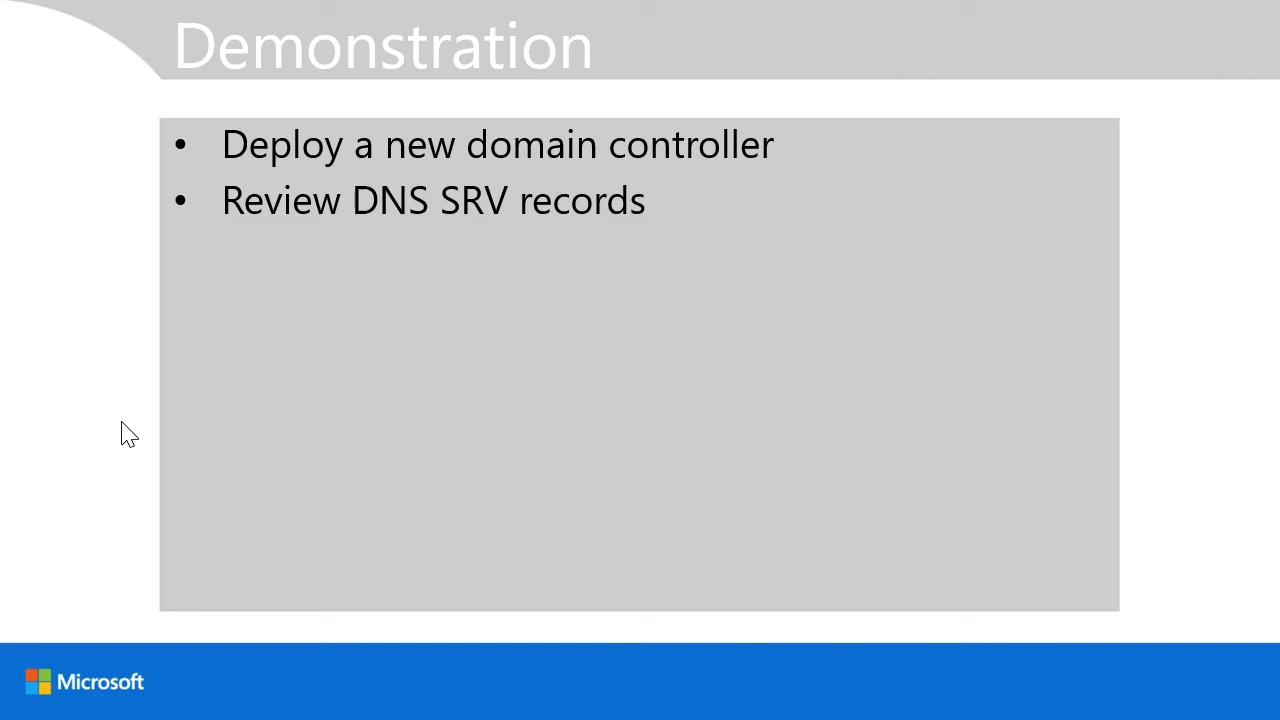 Demonstration
• Deploy a new domain controller
• Review DNS SRV records
Microsoft